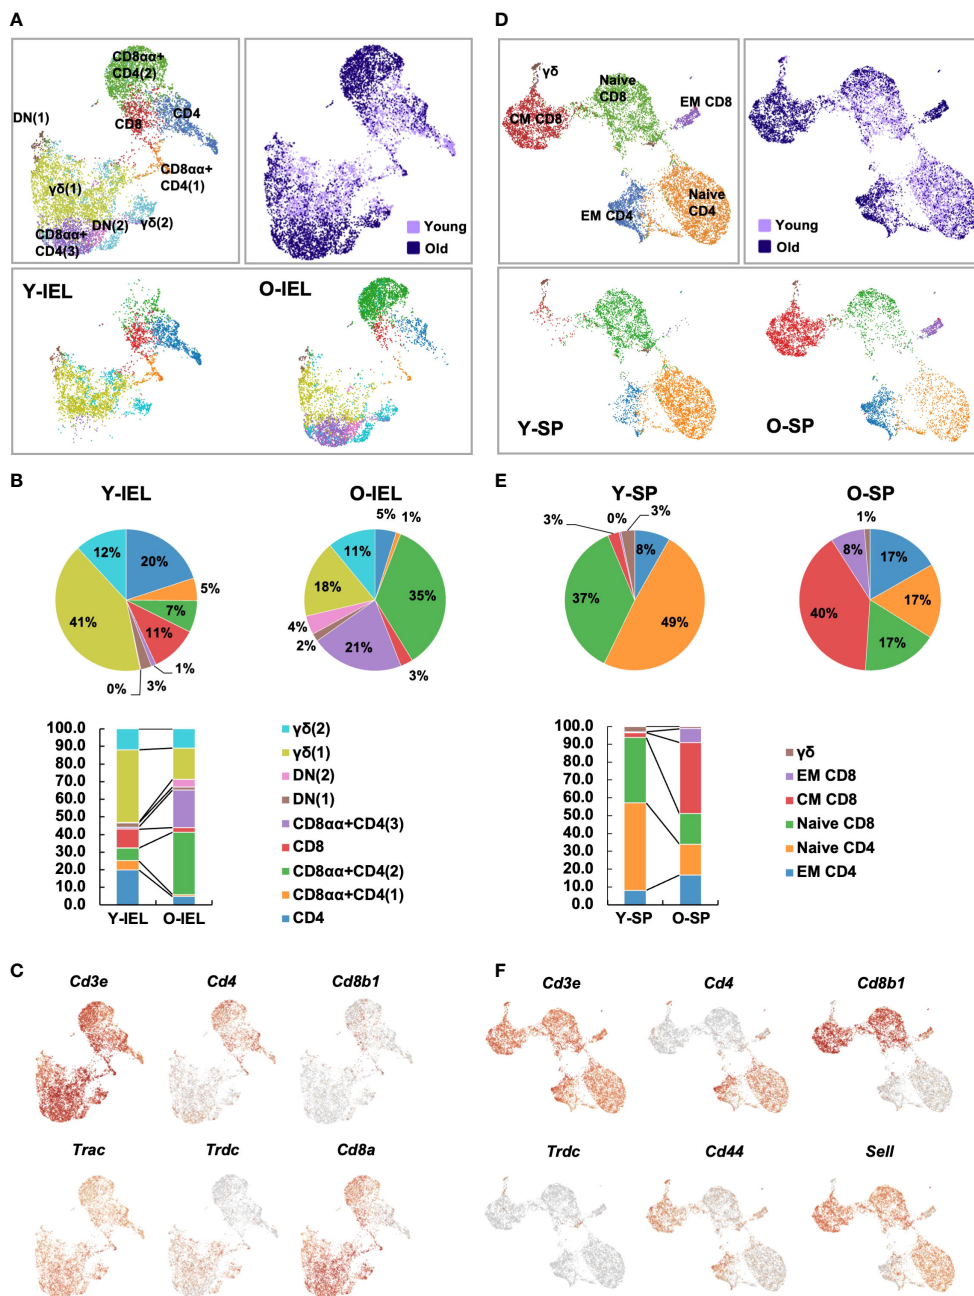 A
CD8αα+
CD4(2)
CD8
CD4
DN(1)
CD8αα+
CD4(1)
γδ(1)
DN(2)
γδ(2)
CD8αα+
CD4(3)
Young
Old
Y-IEL
O-IEL
D
γδ
Naive
CD8
EM CD8
CM CD8
Naive
CD4
EM CD4
Young
Old
Y-SP
O-SP
B
Y-IEL
12%
20%
5%
7%
11%
1%
3%
0%
41%
O-IEL
5%
1%
11%
35%
18%
4%
2%
21%
3%
100.0
90.0
80.0
70.0
60.0
50.0
40.0
30.0
20.0
10.0
0.0
Y-IEL O-IEL
γδ(2)
γδ(1)
DN(2)
DN(1)
CD8αα+CD4(3)
CD8
CD8αα+CD4(2)
CD8αα+CD4(1)
CD4
E
Y-SP
3%
0%
3%
8%
37%
49%
O-SP
1%
8%
17%
40%
17%
17%
100.0
90.0
80.0
70.0
60.0
50.0
40.0
30.0
20.0
10.0
0.0
Y-SP O-SP
γδ
EM CD8
CM CD8
Naive CD8
Naive CD4
EM CD4
C
Cd3e Cd4 Cd8b1
Trac Trdc Cd8a
F
Cd3e Cd4 Cd8b1
Trdc Cd44 Sell